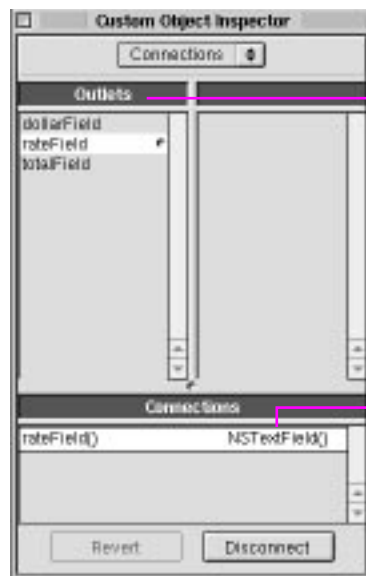 Custom Object Inspector
Connections
Outlets
dollarField
rateField
totalField
Connections
rateField() NSTextField()
Revert Disconnect